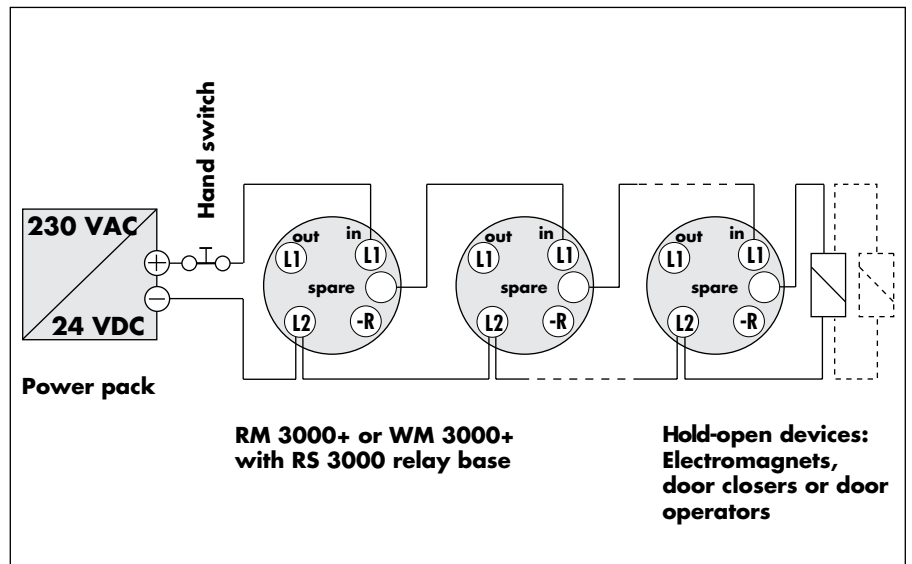 Hand switch
230 VAC
24 VDC
+
−
Power pack
out in
L1 L1
spare
L2 -R
out in
L1 L1
spare
L2 -R
out in
L1 L1
spare
L2 -R
RM 3000+ or WM 3000+
with RS 3000 relay base
Hold-open devices:
Electromagnets,
door closers or door
operators